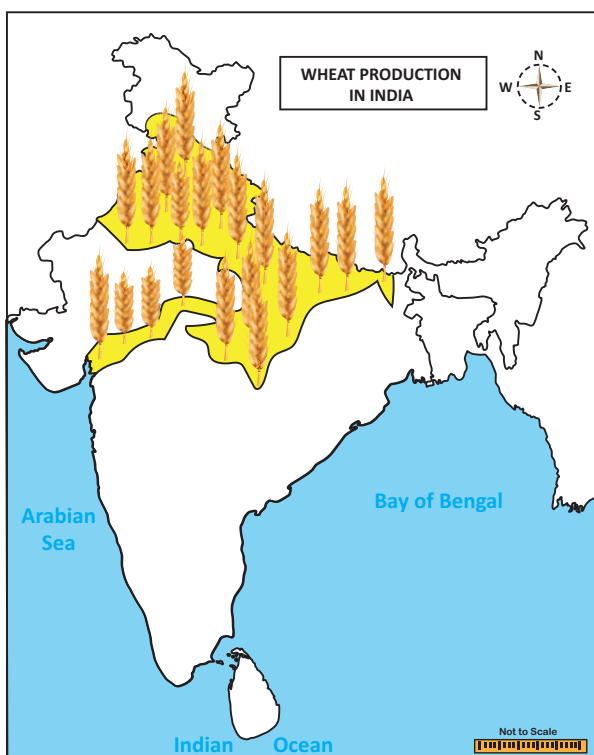 WHEAT PRODUCTION
IN INDIA
N
W
E
S
Arabian
Sea
Bay of Bengal
Indian Ocean
Not to Scale